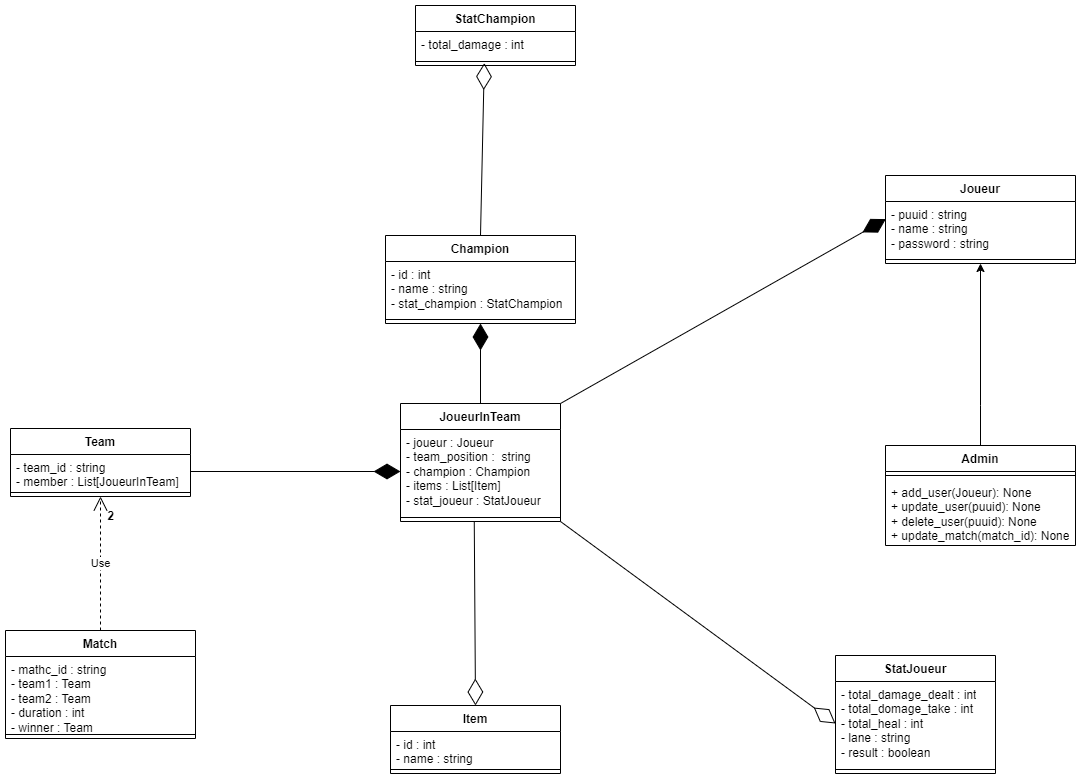 StatChampion
- total_damage : int
Joueur
- puuid : string
- name : string
- password : string
Champion
- id : int
- name : string
- stat_champion : StatChampion
JoueurInTeam
- joueur : Joueur
- team_position :  string
- champion : Champion
- items : List[Item]
- stat_joueur : StatJoueur
Team
- team_id : string
- member : List[JoueurInTeam]
2
Use
Admin
+ add_user(Joueur): None
+ update_user(puuid): None
+ delete_user(puuid): None
+ update_match(match_id): None
Match
- mathc_id : string
- team1 : Team
- team2 : Team
- duration : int
- winner : Team
StatJoueur
- total_damage_dealt : int
- total_domage_take : int
- total_heal : int
- lane : string
- result : boolean
Item
- id : int
- name : string